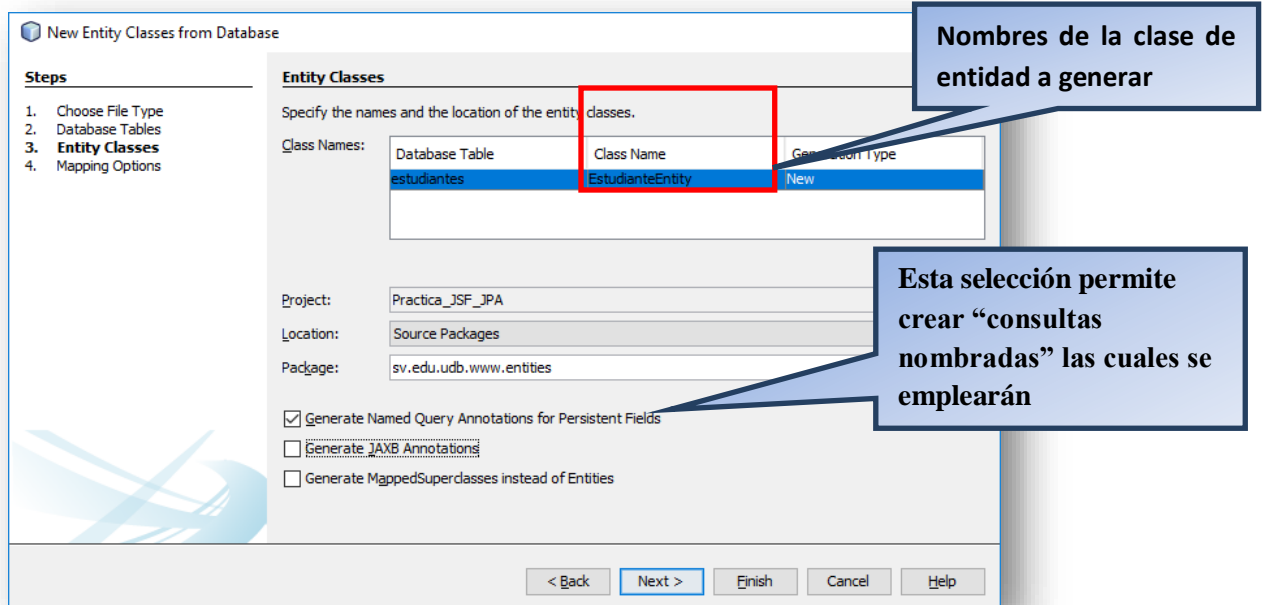 New Entity Classes from Database
Nombres de la clase de
entidad a generar
Steps
1. Choose File Type
2. Database Tables
3. Entity Classes
4. Mapping Options
Entity Classes
Specify the names and the location of the entity classes.
Class Names:
Database Table Class Name Generation Type
estudiantes EstudianteEntity New
Project: Practica_JSF_JPA
Location: Source Packages
Package: sv.edu.udb.www.entities
Esta selección permite
crear “consultas
nombradas” las cuales se
emplearán
Generate Named Query Annotations for Persistent Fields
Generate JAXB Annotations
Generate MappedSuperclasses instead of Entities
< Back Next > Finish Cancel Help